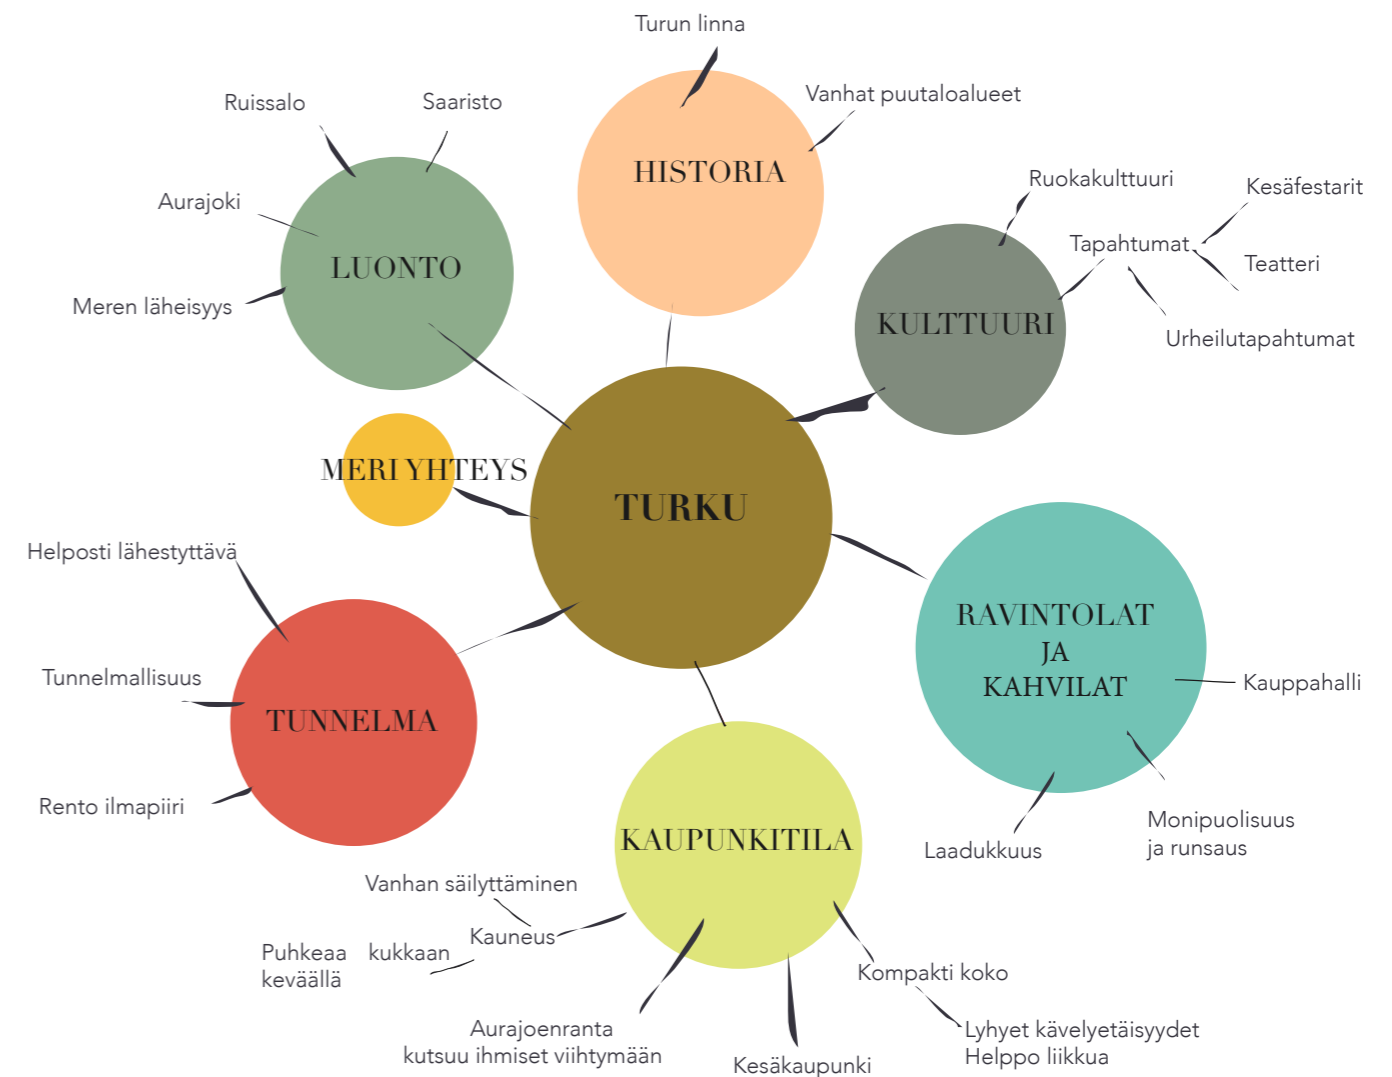 Turun linna
Vanhat puutaloalueet
HISTORIA
Ruissalo
Saaristo
Aurajoki
Meren läheisyys
LUONTO
Ruokakulttuuri
Tapahtumat
Kesäfestarit
Teatteri
Urheilutapahtumat
KULTTUURI
MERI YHTEYS
TURKU
Helposti lähestyttävä
Tunnelmallisuus
Rento ilmapiiri
TUNNELMA
RAVINTOLAT
JA
KAHVILAT
Kauppahalli
Monipuolisuus
ja runsaus
Laadukkuus
KAUPUNKITILA
Vanhan säilyttäminen
Kauneus
Puhkeaa kukkaan
keväällä
Aurajoenranta
kutsuu ihmiset viihtymään
Kesäkaupunki
Kompakti koko
Lyhyet kävelyetäisyydet
Helppo liikkua